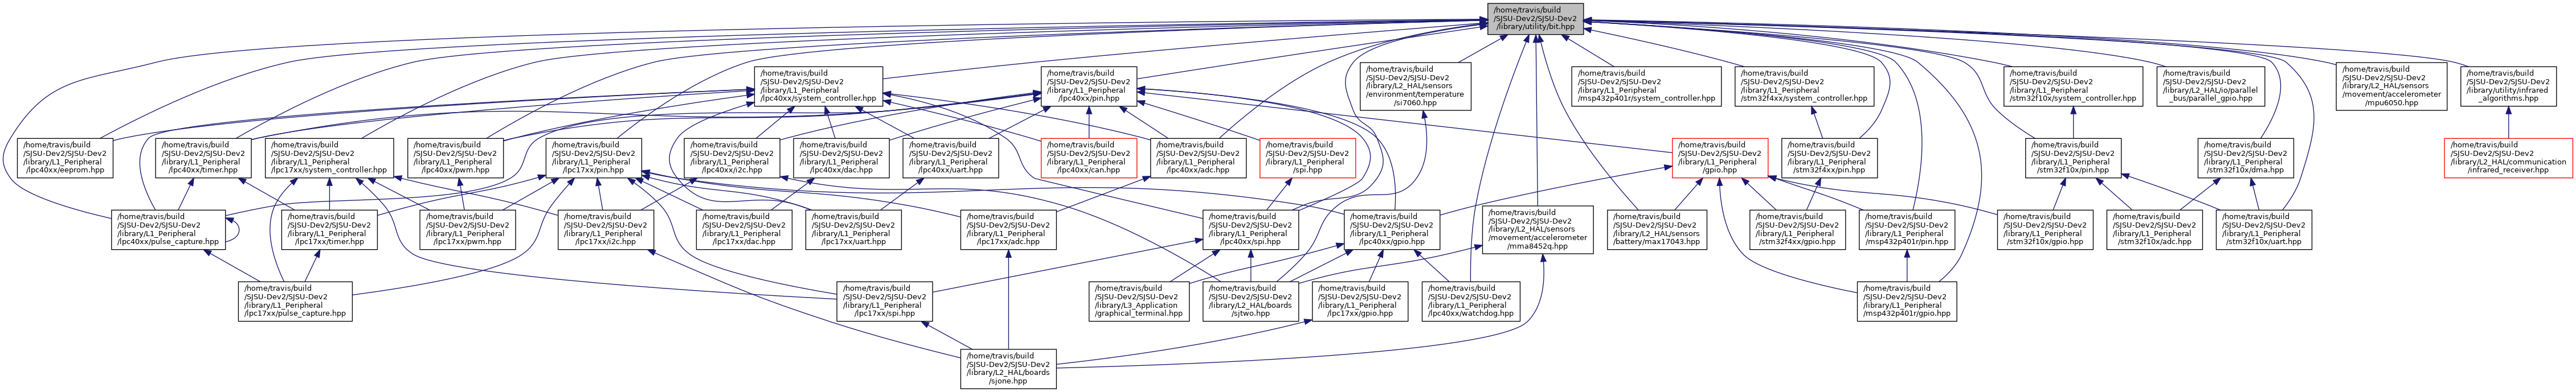 /home/travis/build
/SJSU-Dev2/SJSU-Dev2
/library/utility/bit.hpp
/home/travis/build
/SJSU-Dev2/SJSU-Dev2
/library/L1_Peripheral
/lpc40xx/system_controller.hpp
/home/travis/build
/SJSU-Dev2/SJSU-Dev2
/library/L1_Peripheral
/lpc40xx/pin.hpp
/home/travis/build
/SJSU-Dev2/SJSU-Dev2
/library/L2_HAL/sensors
/environment/temperature
/si7060.hpp
/home/travis/build
/SJSU-Dev2/SJSU-Dev2
/library/L1_Peripheral
/msp432p401r/system_controller.hpp
/home/travis/build
/SJSU-Dev2/SJSU-Dev2
/library/L1_Peripheral
/stm32f4xx/system_controller.hpp
/home/travis/build
/SJSU-Dev2/SJSU-Dev2
/library/L1_Peripheral
/stm32f10x/system_controller.hpp
/home/travis/build
/SJSU-Dev2/SJSU-Dev2
/library/L2_HAL/io/parallel
_bus/parallel_gpio.hpp
/home/travis/build
/SJSU-Dev2/SJSU-Dev2
/library/L2_HAL/sensors
/movement/accelerometer
/mpu6050.hpp
/home/travis/build
/SJSU-Dev2/SJSU-Dev2
/library/utility/infrared
_algorithms.hpp
/home/travis/build
/SJSU-Dev2/SJSU-Dev2
/library/L1_Peripheral
/lpc40xx/eeprom.hpp
/home/travis/build
/SJSU-Dev2/SJSU-Dev2
/library/L1_Peripheral
/lpc40xx/timer.hpp
/home/travis/build
/SJSU-Dev2/SJSU-Dev2
/library/L1_Peripheral
/lpc17xx/system_controller.hpp
/home/travis/build
/SJSU-Dev2/SJSU-Dev2
/library/L1_Peripheral
/lpc40xx/pwm.hpp
/home/travis/build
/SJSU-Dev2/SJSU-Dev2
/library/L1_Peripheral
/lpc17xx/pin.hpp
/home/travis/build
/SJSU-Dev2/SJSU-Dev2
/library/L1_Peripheral
/lpc40xx/i2c.hpp
/home/travis/build
/SJSU-Dev2/SJSU-Dev2
/library/L1_Peripheral
/lpc40xx/dac.hpp
/home/travis/build
/SJSU-Dev2/SJSU-Dev2
/library/L1_Peripheral
/lpc40xx/uart.hpp
/home/travis/build
/SJSU-Dev2/SJSU-Dev2
/library/L1_Peripheral
/lpc40xx/can.hpp
/home/travis/build
/SJSU-Dev2/SJSU-Dev2
/library/L1_Peripheral
/lpc40xx/adc.hpp
/home/travis/build
/SJSU-Dev2/SJSU-Dev2
/library/L1_Peripheral
/spi.hpp
/home/travis/build
/SJSU-Dev2/SJSU-Dev2
/library/L1_Peripheral
/gpio.hpp
/home/travis/build
/SJSU-Dev2/SJSU-Dev2
/library/L1_Peripheral
/stm32f4xx/pin.hpp
/home/travis/build
/SJSU-Dev2/SJSU-Dev2
/library/L1_Peripheral
/stm32f10x/pin.hpp
/home/travis/build
/SJSU-Dev2/SJSU-Dev2
/library/L1_Peripheral
/stm32f10x/dma.hpp
/home/travis/build
/SJSU-Dev2/SJSU-Dev2
/library/L2_HAL/communication
/infrared_receiver.hpp
/home/travis/build
/SJSU-Dev2/SJSU-Dev2
/library/L1_Peripheral
/lpc40xx/pulse_capture.hpp
/home/travis/build
/SJSU-Dev2/SJSU-Dev2
/library/L1_Peripheral
/lpc17xx/timer.hpp
/home/travis/build
/SJSU-Dev2/SJSU-Dev2
/library/L1_Peripheral
/lpc17xx/pwm.hpp
/home/travis/build
/SJSU-Dev2/SJSU-Dev2
/library/L1_Peripheral
/lpc17xx/i2c.hpp
/home/travis/build
/SJSU-Dev2/SJSU-Dev2
/library/L1_Peripheral
/lpc17xx/dac.hpp
/home/travis/build
/SJSU-Dev2/SJSU-Dev2
/library/L1_Peripheral
/lpc17xx/uart.hpp
/home/travis/build
/SJSU-Dev2/SJSU-Dev2
/library/L1_Peripheral
/lpc17xx/adc.hpp
/home/travis/build
/SJSU-Dev2/SJSU-Dev2
/library/L1_Peripheral
/lpc40xx/spi.hpp
/home/travis/build
/SJSU-Dev2/SJSU-Dev2
/library/L1_Peripheral
/lpc40xx/gpio.hpp
/home/travis/build
/SJSU-Dev2/SJSU-Dev2
/library/L2_HAL/sensors
/movement/accelerometer
/mma8452q.hpp
/home/travis/build
/SJSU-Dev2/SJSU-Dev2
/library/L2_HAL/sensors
/battery/max17043.hpp
/home/travis/build
/SJSU-Dev2/SJSU-Dev2
/library/L1_Peripheral
/stm32f4xx/gpio.hpp
/home/travis/build
/SJSU-Dev2/SJSU-Dev2
/library/L1_Peripheral
/msp432p401r/pin.hpp
/home/travis/build
/SJSU-Dev2/SJSU-Dev2
/library/L1_Peripheral
/stm32f10x/gpio.hpp
/home/travis/build
/SJSU-Dev2/SJSU-Dev2
/library/L1_Peripheral
/stm32f10x/adc.hpp
/home/travis/build
/SJSU-Dev2/SJSU-Dev2
/library/L1_Peripheral
/stm32f10x/uart.hpp
/home/travis/build
/SJSU-Dev2/SJSU-Dev2
/library/L1_Peripheral
/lpc17xx/pulse_capture.hpp
/home/travis/build
/SJSU-Dev2/SJSU-Dev2
/library/L1_Peripheral
/lpc17xx/spi.hpp
/home/travis/build
/SJSU-Dev2/SJSU-Dev2
/library/L3_Application
/graphical_terminal.hpp
/home/travis/build
/SJSU-Dev2/SJSU-Dev2
/library/L2_HAL/boards
/sjtwo.hpp
/home/travis/build
/SJSU-Dev2/SJSU-Dev2
/library/L1_Peripheral
/lpc17xx/gpio.hpp
/home/travis/build
/SJSU-Dev2/SJSU-Dev2
/library/L1_Peripheral
/lpc40xx/watchdog.hpp
/home/travis/build
/SJSU-Dev2/SJSU-Dev2
/library/L1_Peripheral
/msp432p401r/gpio.hpp
/home/travis/build
/SJSU-Dev2/SJSU-Dev2
/library/L2_HAL/boards
/sjone.hpp